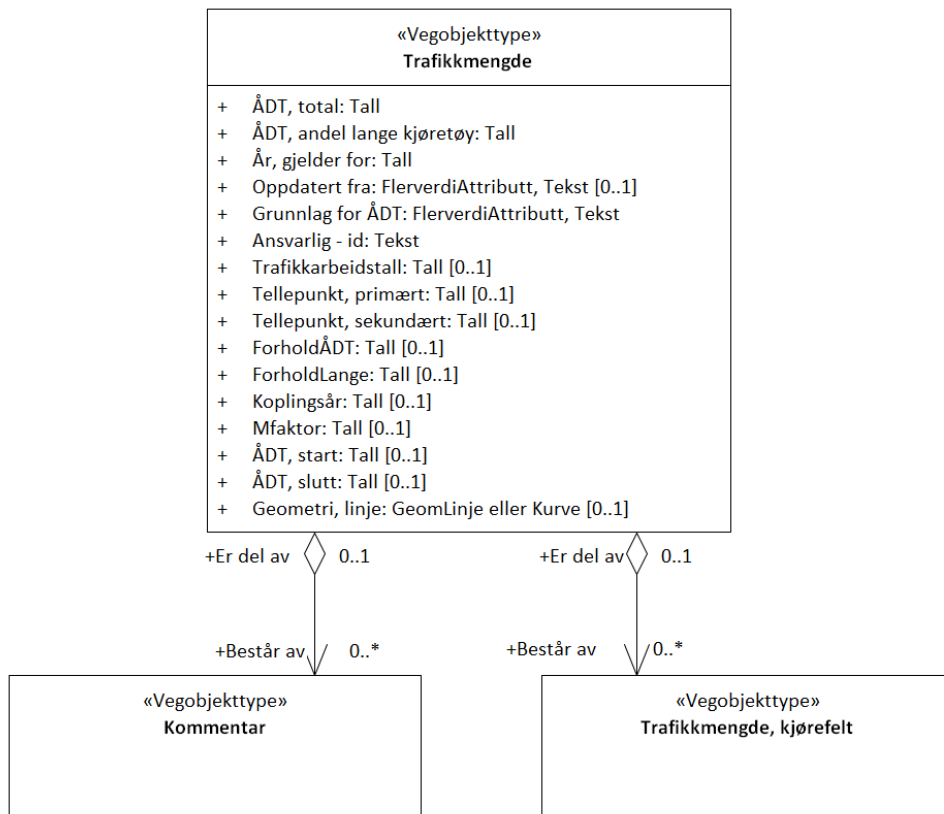 «Vegobjekttype»
Trafikkmengde
+ ÅDT, total: Tall
+ ÅDT, andel lange kjøretøy: Tall
+ År, gjelder for: Tall
+ Oppdatert fra: FlerverdiAttributt, Tekst [0..1]
+ Grunnlag for ÅDT: FlerverdiAttributt, Tekst
+ Ansvarlig - id: Tekst
+ Trafikkarbeidstall: Tall [0..1]
+ Tellepunkt, primært: Tall [0..1]
+ Tellepunkt, sekundært: Tall [0..1]
+ ForholdÅDT: Tall [0..1]
+ ForholdLange: Tall [0..1]
+ Koplingsår: Tall [0..1]
+ Mfaktor: Tall [0..1]
+ ÅDT, start: Tall [0..1]
+ ÅDT, slutt: Tall [0..1]
+ Geometri, linje: GeomLinje eller Kurve [0..1]
+Er del av 0..1 +Er del av 0..1
+Består av 0..* +Består av 0..*
«Vegobjekttype»
Kommentar
«Vegobjekttype»
Trafikkmengde, kjørefelt